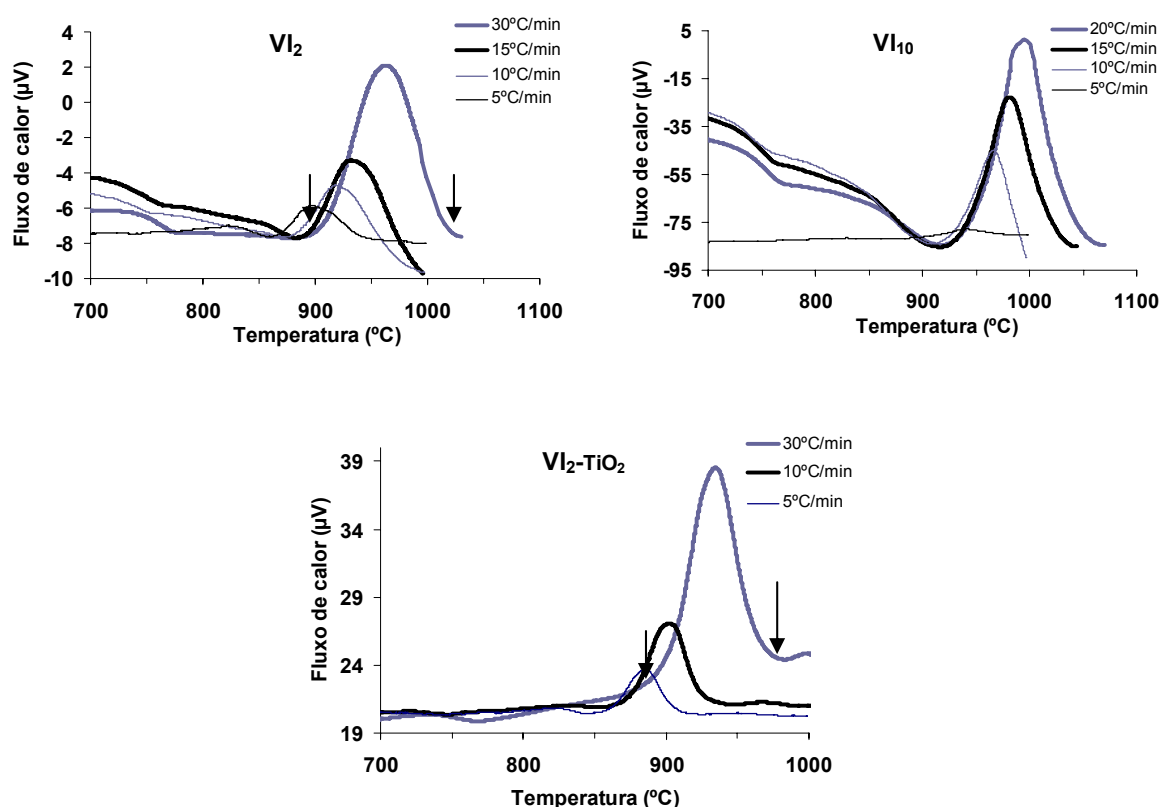 VI2
30ºC/min
15ºC/min
10ºC/min
5ºC/min
Fluxo de calor (µV)
4
2
0
-2
-4
-6
-8
-10
700
800
900
1000
1100
Temperatura (ºC)
VI10
20ºC/min
15ºC/min
10ºC/min
5ºC/min
Fluxo de calor (µV)
5
-15
-35
-55
-75
-95
700
800
900
1000
1100
Temperatura (ºC)
VI2-TiO2
30ºC/min
10ºC/min
5ºC/min
Fluxo de calor (µV)
39
34
29
24
19
700
800
900
1000
Temperatura (ºC)